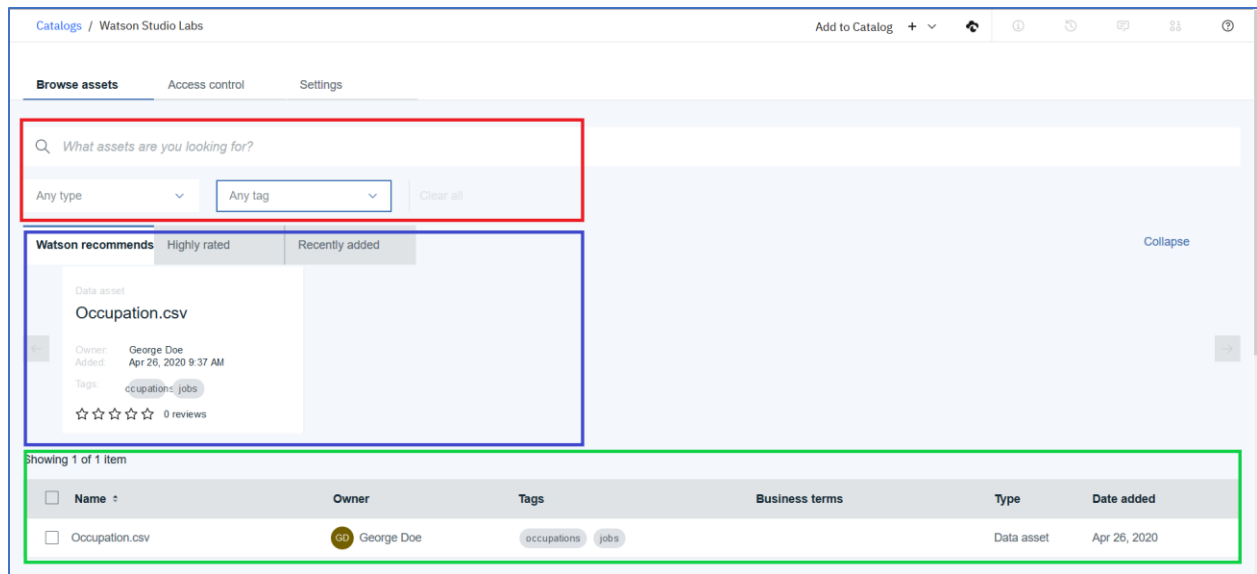 Catalogs / Watson Studio Labs Add to Catalog +
Browse assets Access control Settings
What assets are you looking for?
Any type Any tag Clear all
Watson recommends Highly rated Recently added Collapse
Data asset
Occupation.csv
Owner: George Doe
Added: Apr 26, 2020 9:37 AM
Tags: ccupations jobs
0 reviews
Showing 1 of 1 item
Name Owner Tags Business terms Type Date added
Occupation.csv GD George Doe occupations jobs Data asset Apr 26, 2020